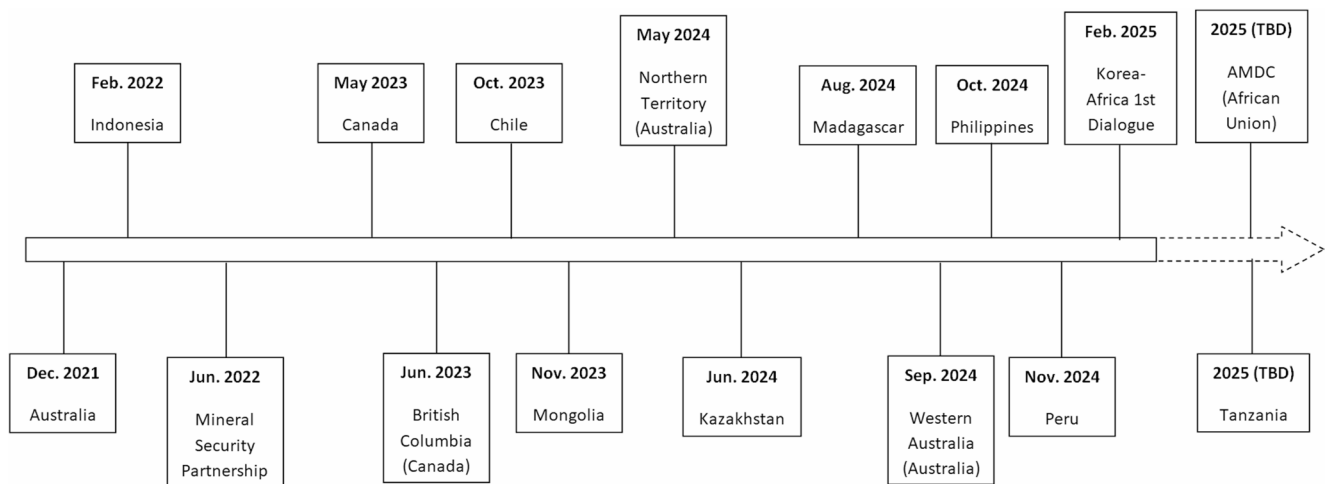 Feb. 2022
Indonesia
May 2023
Canada
Oct. 2023
Chile
May 2024
Northern
Territory
(Australia)
Aug. 2024
Madagascar
Oct. 2024
Philippines
Feb. 2025
Korea-
Africa 1st
Dialogue
2025 (TBD)
AMDC
(African
Union)
Dec. 2021
Australia
Jun. 2022
Mineral
Security
Partnership
Jun. 2023
British
Columbia
(Canada)
Nov. 2023
Mongolia
Jun. 2024
Kazakhstan
Sep. 2024
Western
Australia
(Australia)
Nov. 2024
Peru
2025 (TBD)
Tanzania